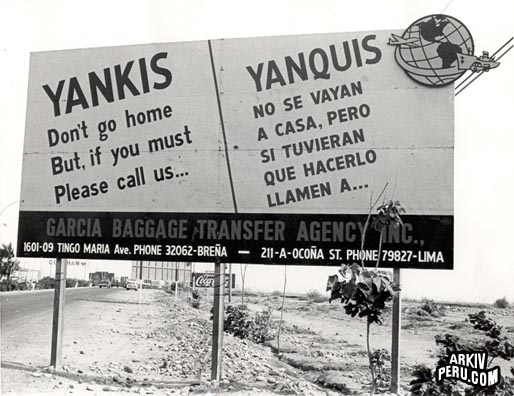 YANKIS
Don't go home
But, if you must
Please call us...
YANQUIS
NO SE VAYAN
A CASA, PERO
SI TUVIERAN
QUE HACERLO
LLAMEN A...
GARCIA BAGGAGE TRANSFER AGENCY, INC.,
1601-09 TINGO MARIA Ave. PHONE 32062-BREÑA — 211-A-OCOÑA ST. PHONE 79827-LIMA
Coca-Cola
ARKIV
PERU.COM